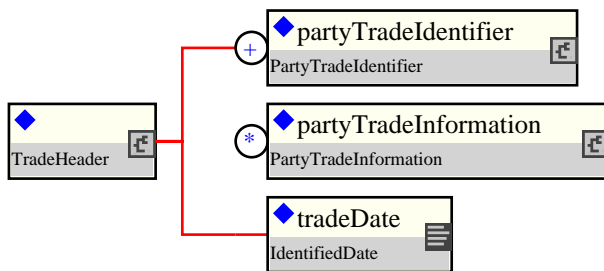 +
partyTradeIdentifier
PartyTradeIdentifier
TradeHeader
*
partyTradeInformation
PartyTradeInformation
tradeDate
IdentifiedDate